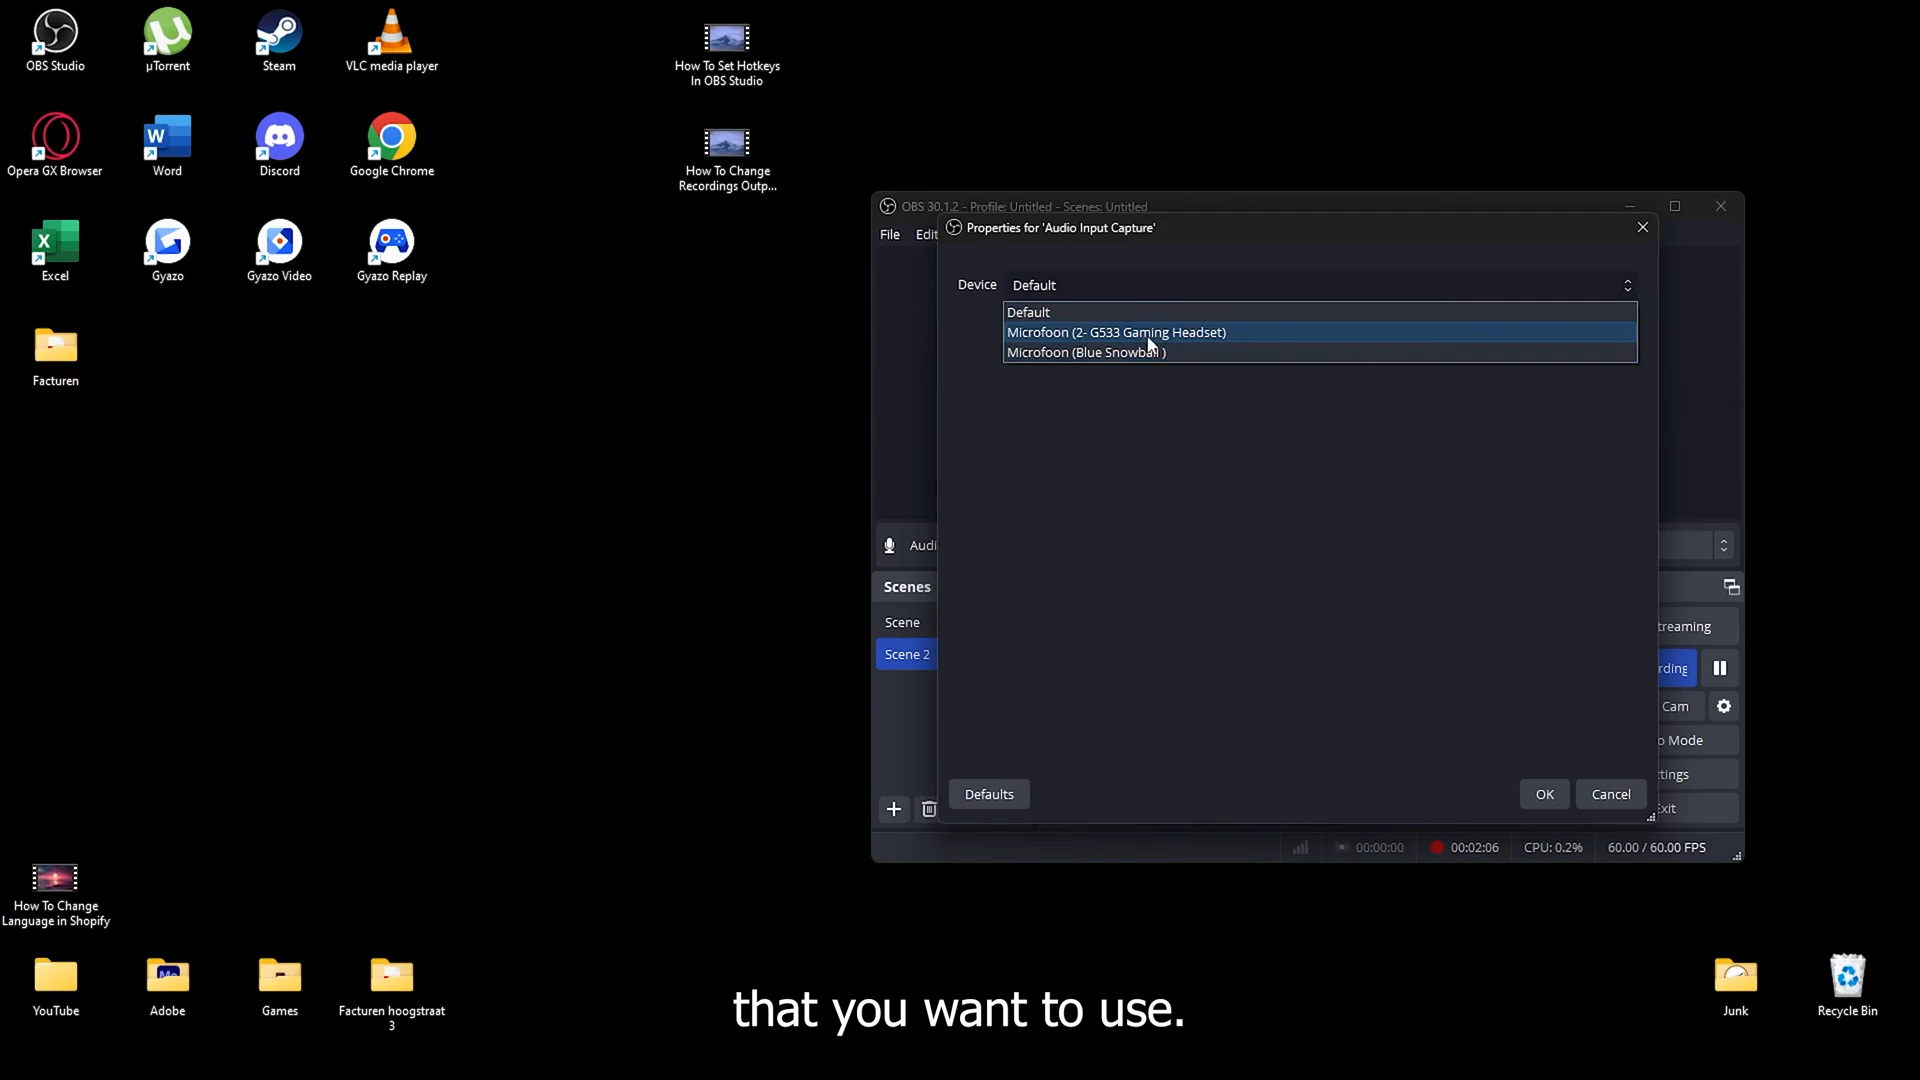 OBS Studio
µTorrent
Steam
VLC media player
How To Set Hotkeys
In OBS Studio
Opera GX Browser
Word
Discord
Google Chrome
How To Change
Recordings Outp...
Excel
Gyazo
Gyazo Video
Gyazo Replay
Facturen
OBS 30.1.2 - Profile: Untitled - Scenes: Untitled
File Edit
Properties for 'Audio Input Capture'
Device Default
Default
Microfoon (2- G533 Gaming Headset)
Microfoon (Blue Snowball )
Audi
Scenes
Scene
Scene 2
treaming
rding
Cam
o Mode
ttings
Exit
Defaults
OK
Cancel
00:00:00
00:02:06
CPU: 0.2%
60.00 / 60.00 FPS
How To Change
Language in Shopify
YouTube
Adobe
Games
Facturen hoogstraat
3
Junk
Recycle Bin
that you want to use.